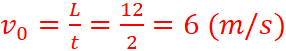 v₀ = L/t = 12/2 = 6 (m/s)